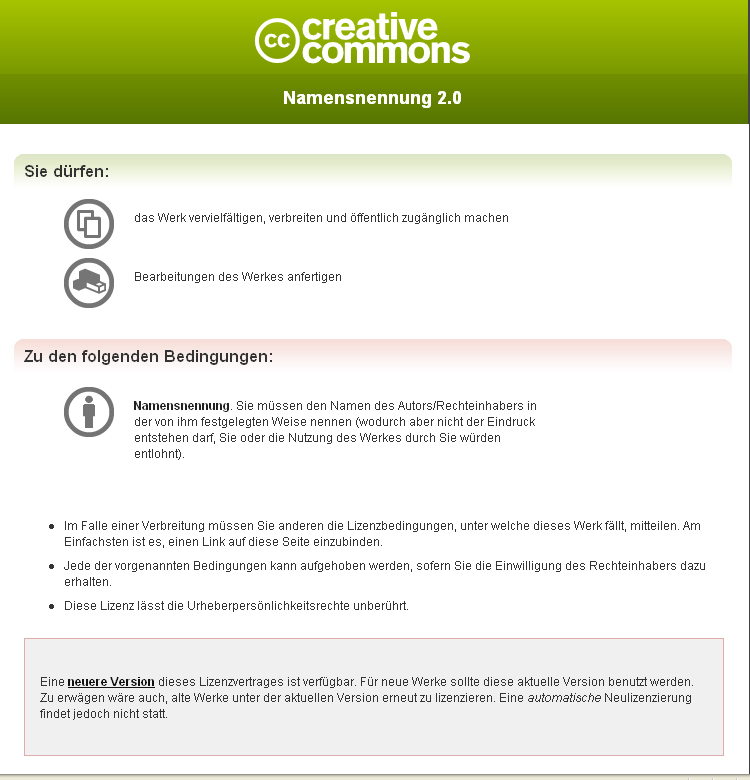 cc creative
commons
Namensnennung 2.0
Sie dürfen:
das Werk vervielfältigen, verbreiten und öffentlich zugänglich machen
Bearbeitungen des Werkes anfertigen
Zu den folgenden Bedingungen:
Namensnennung. Sie müssen den Namen des Autors/Rechteinhabers in
der von ihm festgelegten Weise nennen (wodurch aber nicht der Eindruck
entstehen darf, Sie oder die Nutzung des Werkes durch Sie würden
entlohnt).
• Im Falle einer Verbreitung müssen Sie anderen die Lizenzbedingungen, unter welche dieses Werk fällt, mitteilen. Am
Einfachsten ist es, einen Link auf diese Seite einzubinden.
• Jede der vorgenannten Bedingungen kann aufgehoben werden, sofern Sie die Einwilligung des Rechteinhabers dazu
erhalten.
• Diese Lizenz lässt die Urheberpersönlichkeitsrechte unberührt.
Eine neuere Version dieses Lizenzvertrages ist verfügbar. Für neue Werke sollte diese aktuelle Version benutzt werden.
Zu erwägen wäre auch, alte Werke unter der aktuellen Version erneut zu lizenzieren. Eine automatische Neulizenzierung
findet jedoch nicht statt.